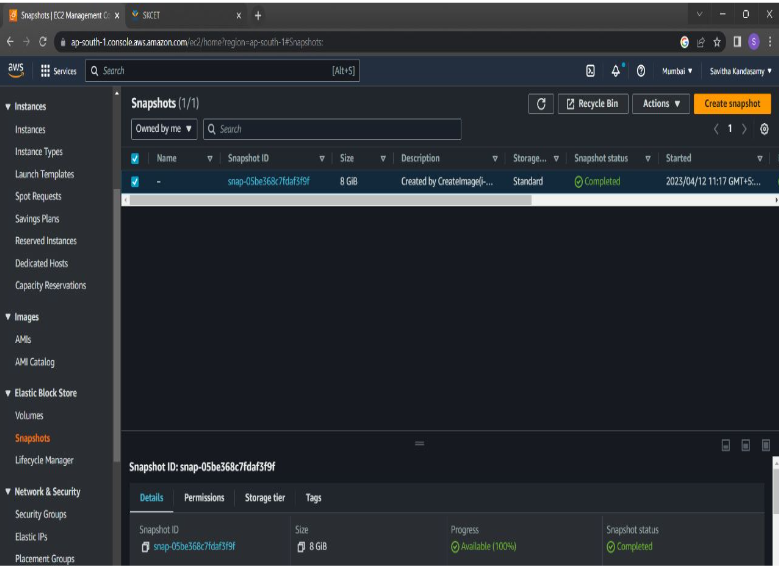 Snapshots | EC2 Management Co
SKCET
ap-south-1.console.aws.amazon.com/ec2/home?region=ap-south-1#Snapshots:
S
aws
Services
Search
[Alt+S]
Mumbai ▼
Savitha Kandasamy ▼
▼ Instances
Instances
Instance Types
Launch Templates
Spot Requests
Savings Plans
Reserved Instances
Dedicated Hosts
Capacity Reservations
▼ Images
AMIs
AMI Catalog
▼ Elastic Block Store
Volumes
Snapshots
Lifecycle Manager
▼ Network & Security
Security Groups
Elastic IPs
Placement Groups
Snapshots (1/1)
Recycle Bin
Actions ▼
Create snapshot
Owned by me ▼
Search
1
Name Snapshot ID Size Description Storage... Snapshot status Started
– snap-05be368c7fdaf3f9f 8 GiB Created by CreateImage(i-... Standard Completed 2023/04/12 11:17 GMT+5:...
Snapshot ID: snap-05be368c7fdaf3f9f
Details Permissions Storage tier Tags
Snapshot ID Size Progress Snapshot status
snap-05be368c7fdaf3f9f 8 GiB Available (100%) Completed